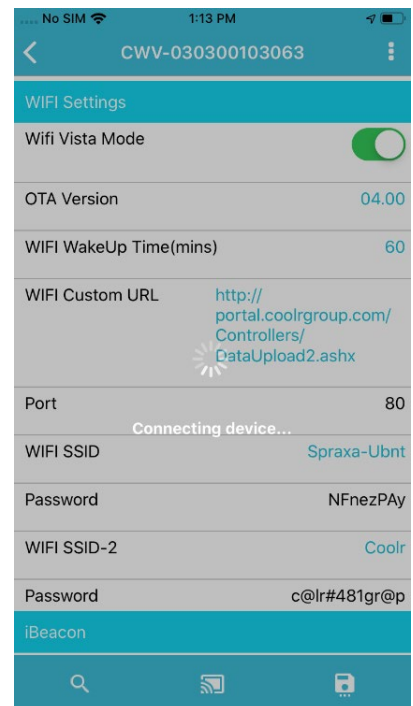 No SIM 1:13 PM
CWV-030300103063
WIFI Settings
Wifi Vista Mode
OTA Version 04.00
WIFI WakeUp Time(mins) 60
WIFI Custom URL http://
portal.coolrgroup.com/
Controllers/
DataUpload2.ashx
Port 80
Connecting device...
WIFI SSID Spraxa-Ubnt
Password NFnezPAy
WIFI SSID-2 Coolr
Password c@lr#481gr@p
iBeacon